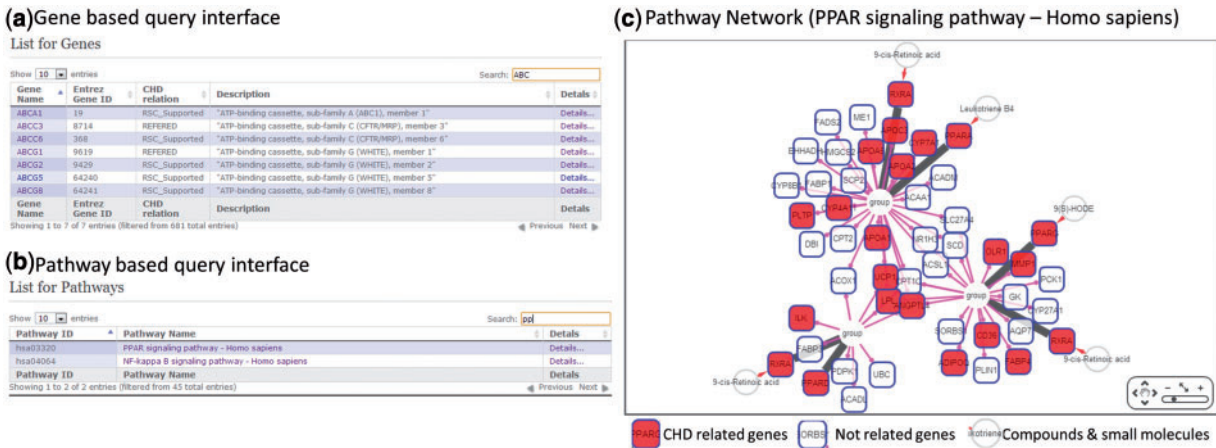 (a) Gene based query interface
List for Genes
Show 10 entries
Search: ABC
Gene Name Entrez Gene ID CHD relation Description Details
ABCA1 19 RSC_Supported "ATP-binding cassette, sub-family A (ABC1), member 1" Details...
ABCC3 8714 REFERED "ATP-binding cassette, sub-family C (CFTR/MRP), member 3" Details...
ABCC6 368 RSC_Supported "ATP-binding cassette, sub-family C (CFTR/MRP), member 6" Details...
ABCG1 9619 REFERED "ATP-binding cassette, sub-family G (WHITE), member 1" Details...
ABCG2 9429 RSC_Supported "ATP-binding cassette, sub-family G (WHITE), member 2" Details...
ABCG5 64240 RSC_Supported "ATP-binding cassette, sub-family G (WHITE), member 5" Details...
ABCG8 64241 RSC_Supported "ATP-binding cassette, sub-family G (WHITE), member 8" Details...
Gene Name Entrez Gene ID CHD relation Description Details
Showing 1 to 7 of 7 entries (filtered from 681 total entries)
Previous Next
(b) Pathway based query interface
List for Pathways
Show 10 entries
Search: pp
Pathway ID Pathway Name Details
hsa03320 PPAR signaling pathway - Homo sapiens Details...
hsa04064 NF-kappa B signaling pathway - Homo sapiens Details...
Pathway ID Pathway Name Details
Showing 1 to 2 of 2 entries (filtered from 45 total entries)
Previous Next
(c) Pathway Network (PPAR signaling pathway – Homo sapiens)
9-cis-Retinoic acid
RXRA
Leukotriene B4
ME1
FADS2
APOC3
PPARA
CYP7A1
APOA5
EHHADH
HMGCS2
APOA2
SCP2
ACADM
CYP8B
FABP1
ACAA1
9(S)-HODE
CYP4A1
group
PLTP
SLC27A4
PPARG
DBI
CPT2
APOA1
NR1H3
SCD
OLR1
MMP1
ACSL1
ACOX1
UCP1
CPT1C
PCK1
group
GK
LPL
ANGPTL4
CYP27A1
ILK
group
SORBS1
AQP7
CD36
RXRA
FABP3
RXRA
PDPK1
UBC
ADIPOQ
PLIN1
FABP4
9-cis-Retinoic acid
9-cis-Retinoic acid
PPARD
ACADL
PPARG CHD related genes
ORBS1 Not related genes
Compounds & small molecules